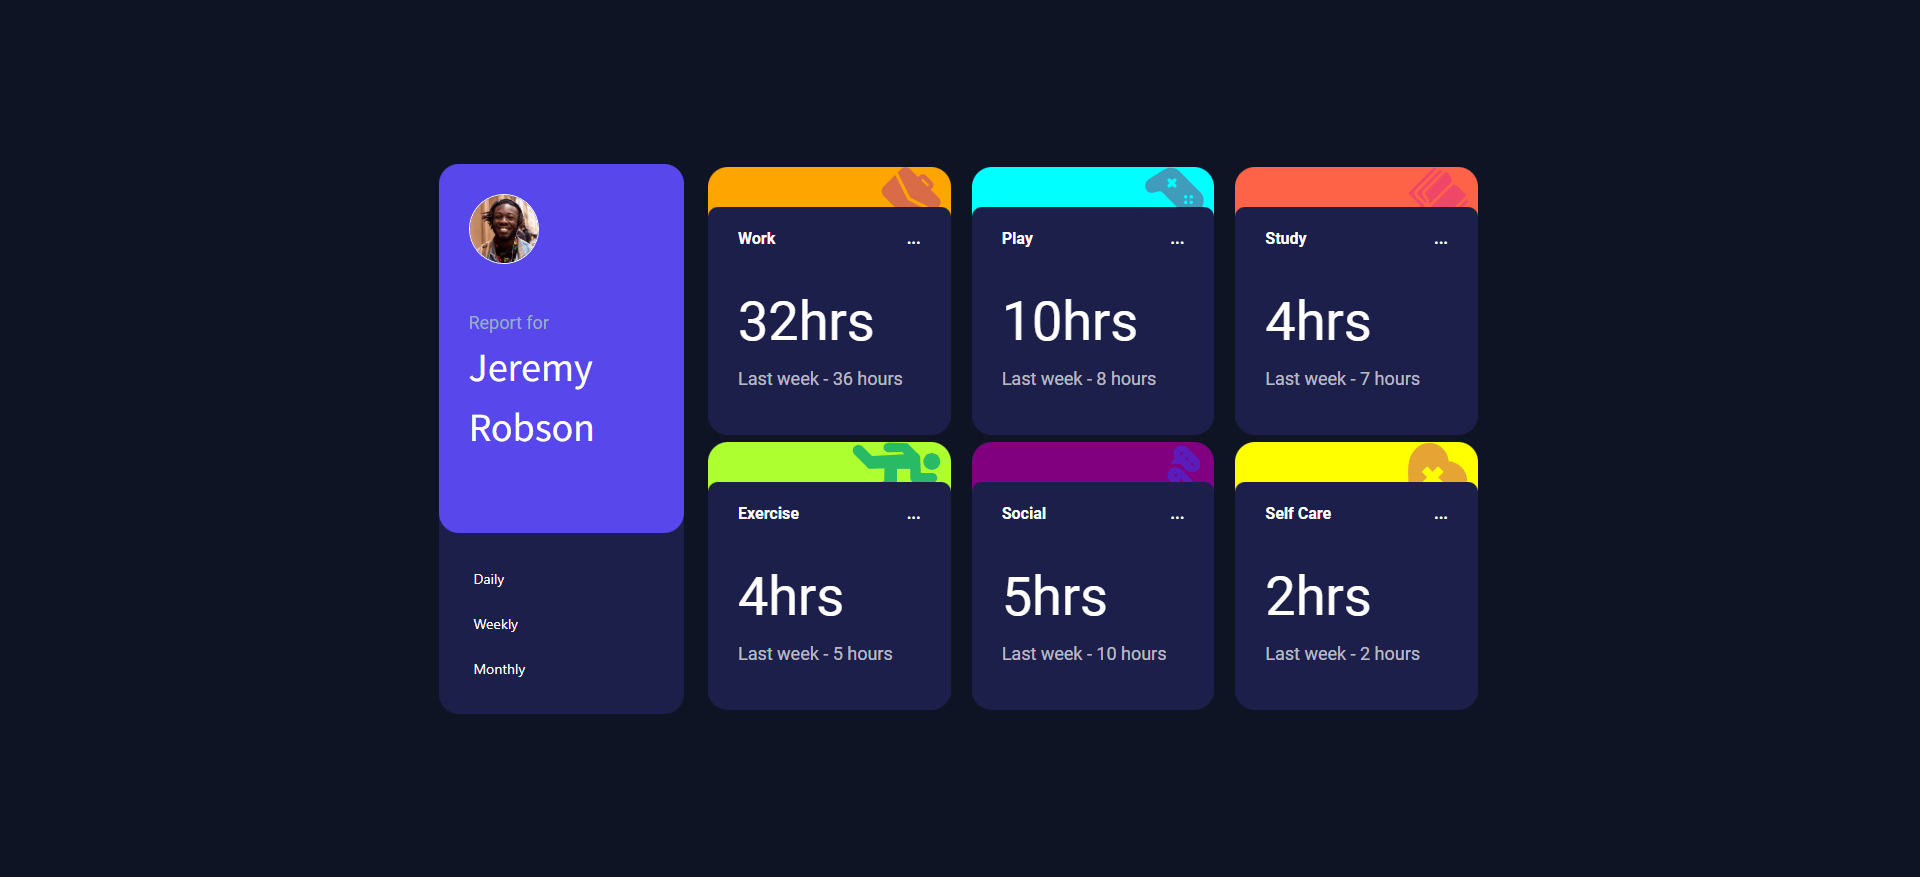 Report for
Jeremy
Robson
Daily
Weekly
Monthly
Work ...
32hrs
Last week - 36 hours
Play ...
10hrs
Last week - 8 hours
Study ...
4hrs
Last week - 7 hours
Exercise ...
4hrs
Last week - 5 hours
Social ...
5hrs
Last week - 10 hours
Self Care ...
2hrs
Last week - 2 hours